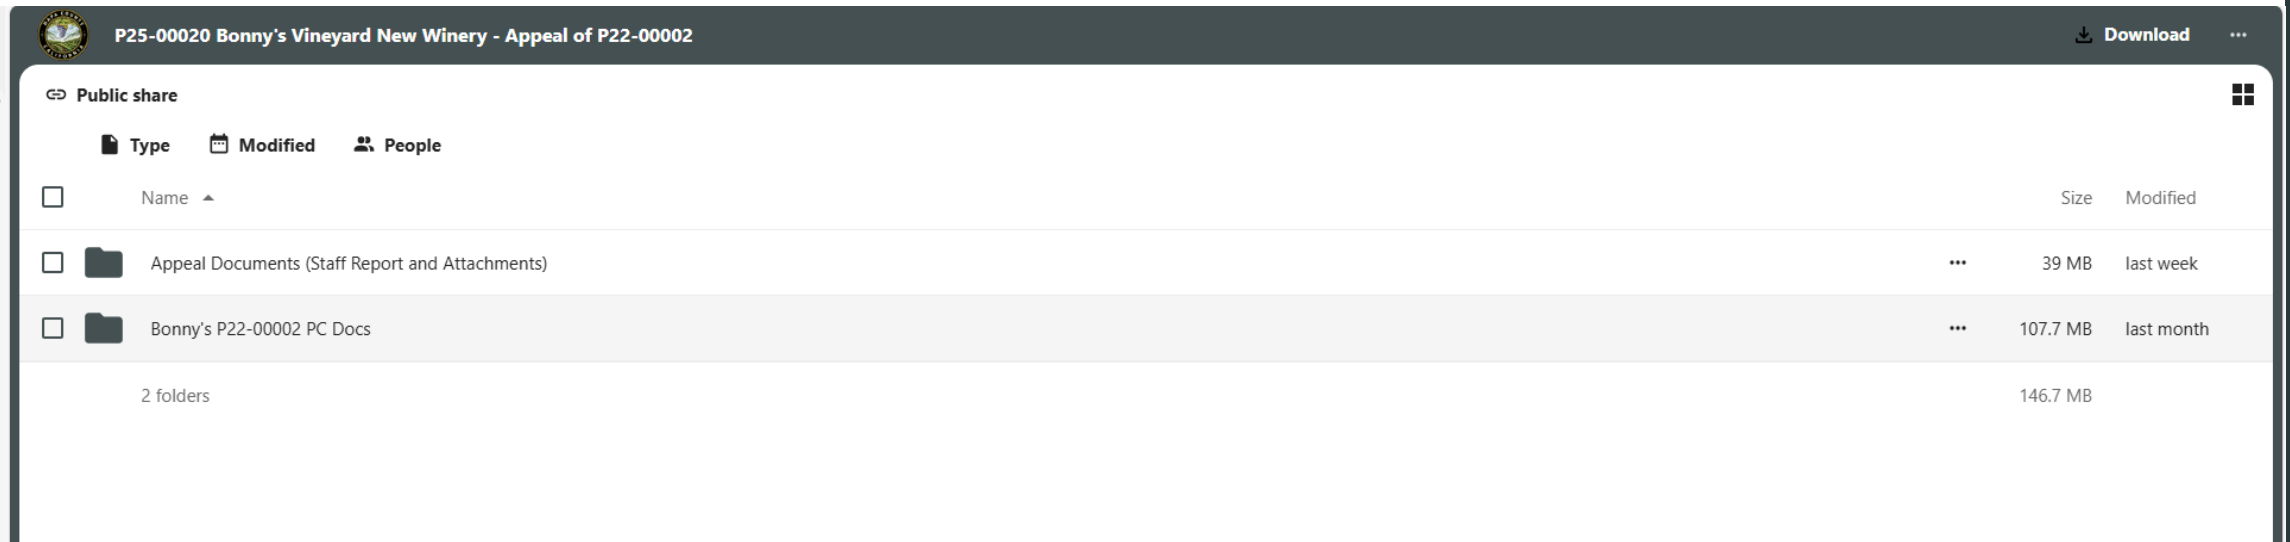 P25-00020 Bonny's Vineyard New Winery - Appeal of P22-00002 Download
Public share
Type Modified People
Name Size Modified
Appeal Documents (Staff Report and Attachments) 39 MB last week
Bonny's P22-00002 PC Docs 107.7 MB last month
2 folders 146.7 MB